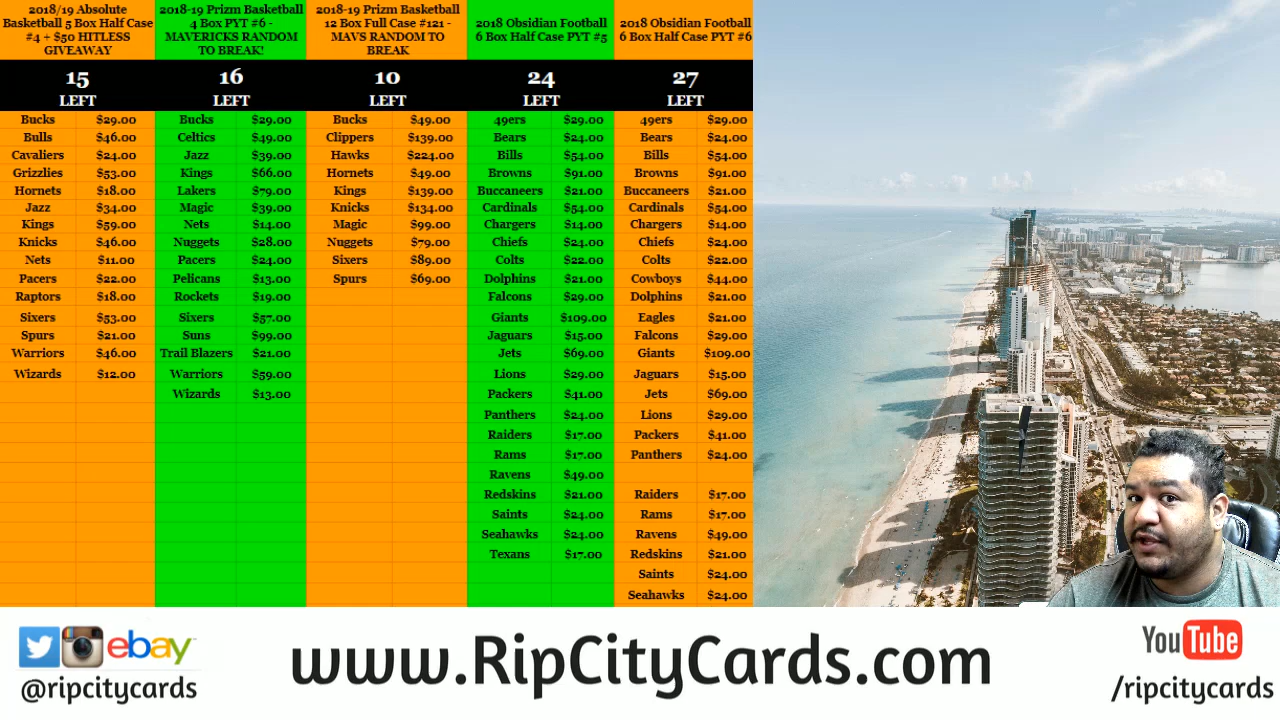 2018/19 Absolute
Basketball 5 Box Half Case
#4 + $50 HITLESS
GIVEAWAY
15
LEFT
Bucks $29.00
Bulls $46.00
Cavaliers $24.00
Grizzlies $53.00
Hornets $18.00
Jazz $34.00
Kings $59.00
Knicks $46.00
Nets $11.00
Pacers $22.00
Raptors $18.00
Sixers $53.00
Spurs $21.00
Warriors $46.00
Wizards $12.00
2018-19 Prizm Basketball
4 Box PYT #6 -
MAVERICKS RANDOM
TO BREAK!
16
LEFT
Bucks $29.00
Celtics $49.00
Jazz $39.00
Kings $66.00
Lakers $79.00
Magic $39.00
Nets $14.00
Nuggets $28.00
Pacers $24.00
Pelicans $13.00
Rockets $19.00
Sixers $57.00
Suns $99.00
Trail Blazers $21.00
Warriors $59.00
Wizards $13.00
2018-19 Prizm Basketball
12 Box Full Case #121 -
MAVS RANDOM TO
BREAK
10
LEFT
Bucks $49.00
Clippers $139.00
Hawks $224.00
Hornets $49.00
Kings $139.00
Knicks $134.00
Magic $99.00
Nuggets $79.00
Sixers $89.00
Spurs $69.00
2018 Obsidian Football
6 Box Half Case PYT #5
24
LEFT
49ers $29.00
Bears $24.00
Bills $54.00
Browns $91.00
Buccaneers $21.00
Cardinals $54.00
Chargers $14.00
Chiefs $24.00
Colts $22.00
Dolphins $21.00
Falcons $29.00
Giants $109.00
Jaguars $15.00
Jets $69.00
Lions $29.00
Packers $41.00
Panthers $24.00
Raiders $17.00
Rams $17.00
Ravens $49.00
Redskins $21.00
Saints $24.00
Seahawks $24.00
Texans $17.00
2018 Obsidian Football
6 Box Half Case PYT #6
27
LEFT
49ers $29.00
Bears $24.00
Bills $54.00
Browns $91.00
Buccaneers $21.00
Cardinals $54.00
Chargers $14.00
Chiefs $24.00
Colts $22.00
Cowboys $44.00
Dolphins $21.00
Eagles $21.00
Falcons $29.00
Giants $109.00
Jaguars $15.00
Jets $69.00
Lions $29.00
Packers $41.00
Panthers $24.00
Raiders $17.00
Rams $17.00
Ravens $49.00
Redskins $21.00
Saints $24.00
Seahawks $24.00
ebay
@ripcitycards
www.RipCityCards.com
YouTube
/ripcitycards